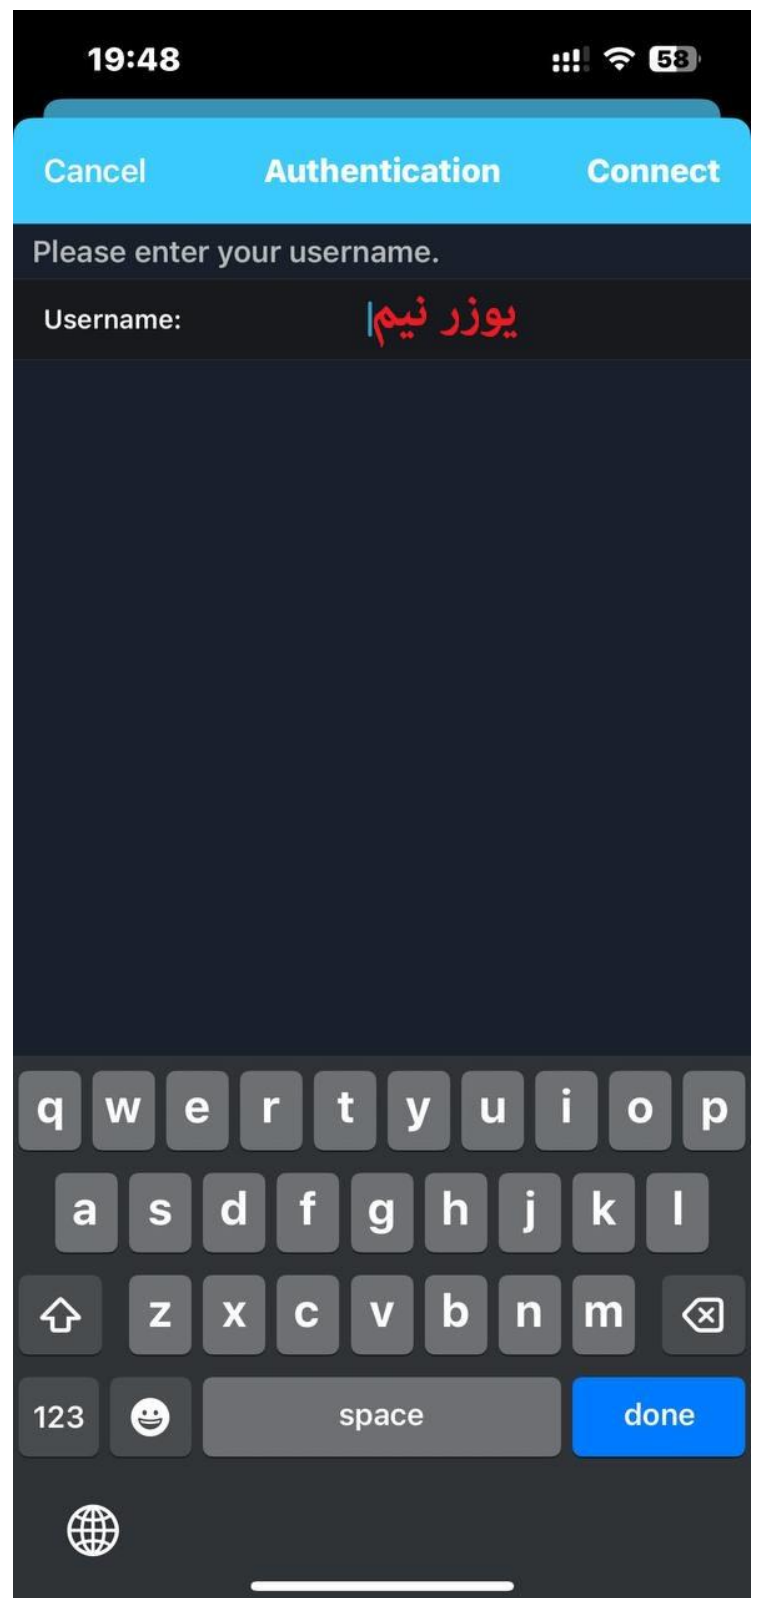 19:48 58
Cancel Authentication Connect
Please enter your username.
Username: یوزر نیم
q w e r t y u i o p
a s d f g h j k l
z x c v b n m
123 space done